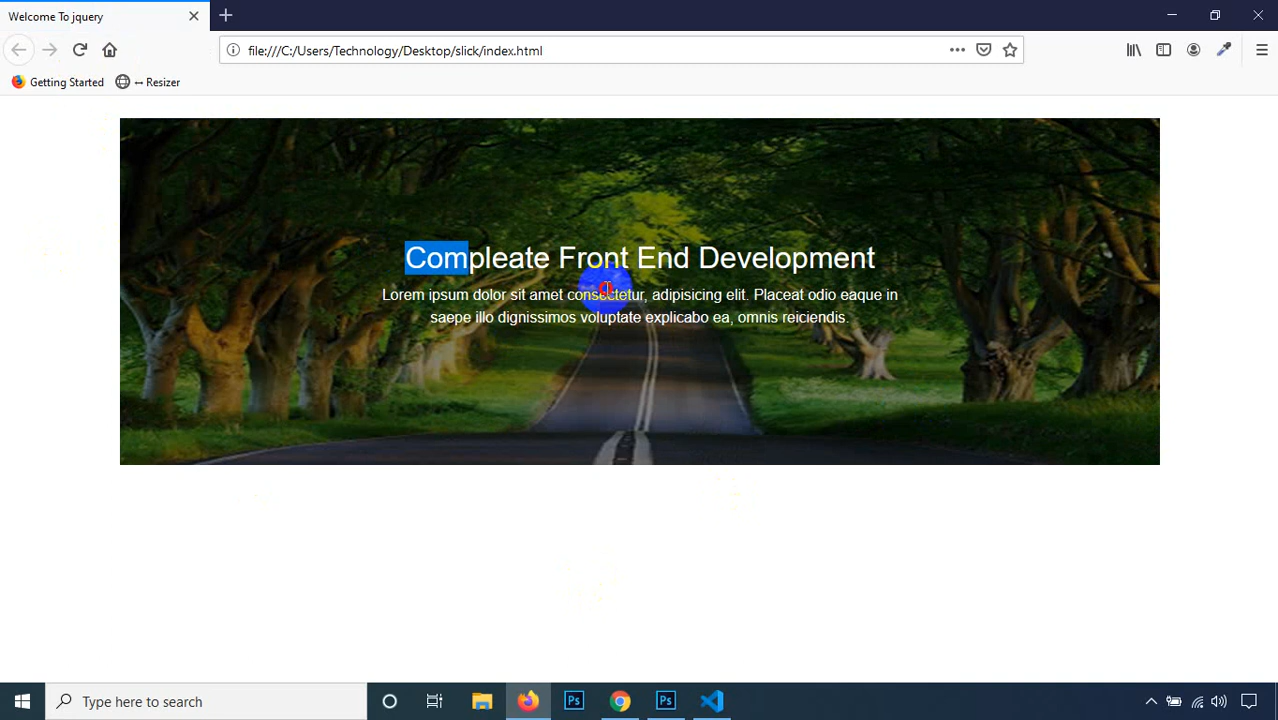 Welcome To jquery
file:///C:/Users/Technology/Desktop/slick/index.html
Getting Started
↔ Resizer
Compleate Front End Development
Lorem ipsum dolor sit amet consectetur, adipisicing elit. Placeat odio eaque in
saepe illo dignissimos voluptate explicabo ea, omnis reiciendis.
Type here to search
Ps
Ps